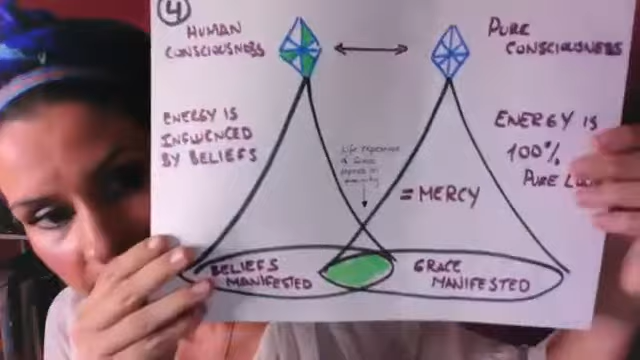 4
HUMAN
CONSCIOUSNESS
PURE
CONSCIOUSNESS
ENERGY IS
INFLUENCED
BY BELIEFS
ENERGY IS
100%
PURE
Life
= MERCY
BELIEFS
MANIFESTED
GRACE
MANIFESTED